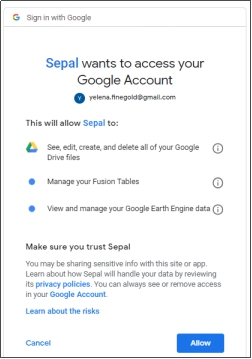 Sign in with Google
Sepal wants to access your
Google Account
Y yelena.finegold@gmail.com
This will allow Sepal to:
See, edit, create, and delete all of your Google
Drive files
Manage your Fusion Tables
View and manage your Google Earth Engine data
Make sure you trust Sepal
You may be sharing sensitive info with this site or app.
Learn about how Sepal will handle your data by reviewing
its privacy policies. You can always see or remove access
in your Google Account.
Learn about the risks
Cancel
Allow